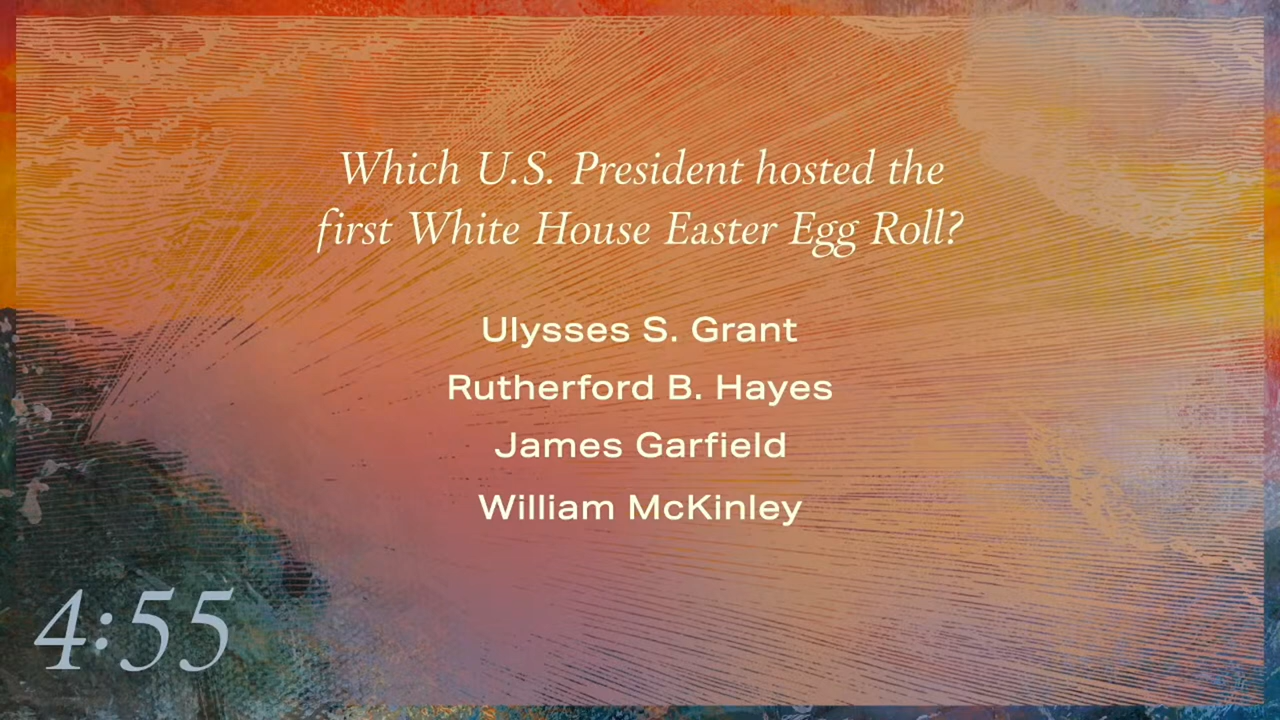 Which U.S. President hosted the
first White House Easter Egg Roll?
Ulysses S. Grant
Rutherford B. Hayes
James Garfield
William McKinley
4:55